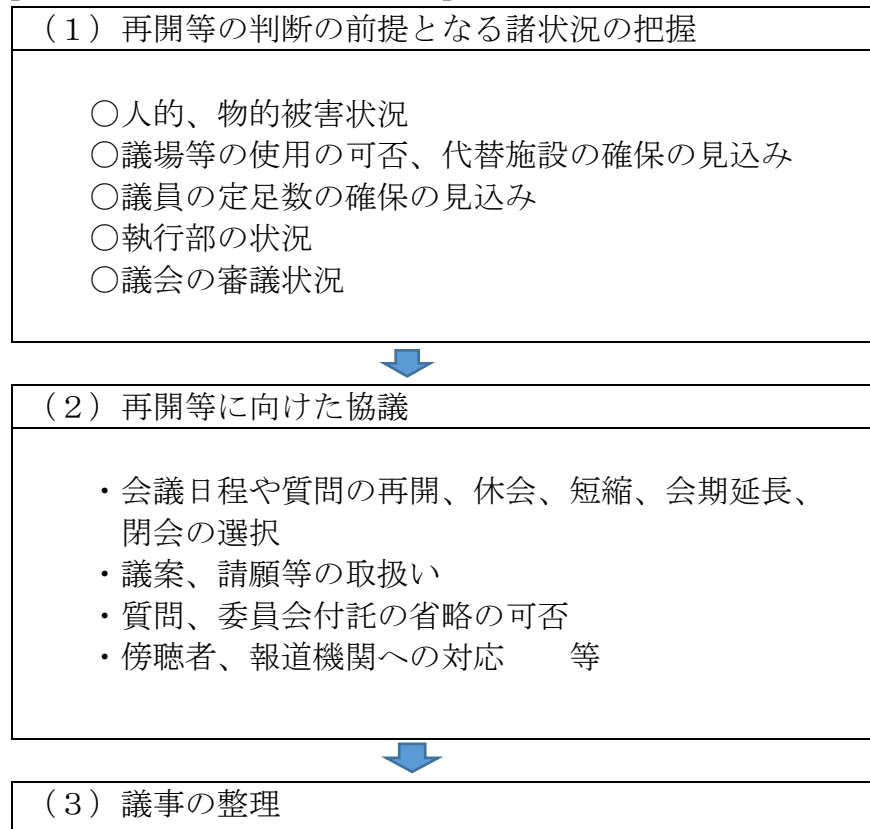 （１）再開等の判断の前提となる諸状況の把握
○人的、物的被害状況
○議場等の使用の可否、代替施設の確保の見込み
○議員の定足数の確保の見込み
○執行部の状況
○議会の審議状況
（２）再開等に向けた協議
・会議日程や質問の再開、休会、短縮、会期延長、
閉会の選択
・議案、請願等の取扱い
・質問、委員会付託の省略の可否
・傍聴者、報道機関への対応　　等
（３）議事の整理